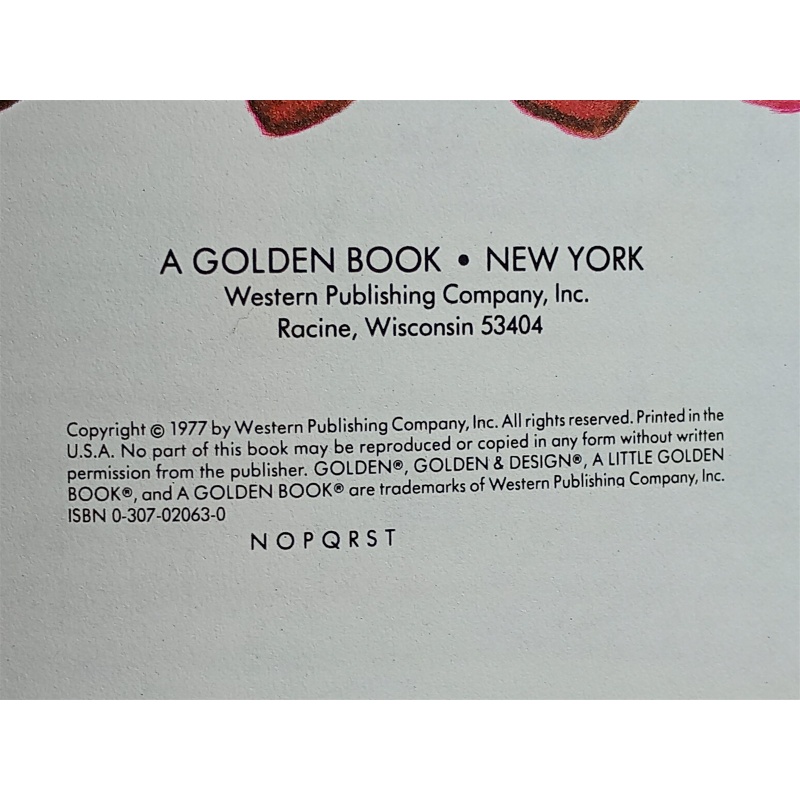 A GOLDEN BOOK • NEW YORK
Western Publishing Company, Inc.
Racine, Wisconsin 53404
Copyright © 1977 by Western Publishing Company, Inc. All rights reserved. Printed in the
U.S.A. No part of this book may be reproduced or copied in any form without written
permission from the publisher. GOLDEN®, GOLDEN & DESIGN®, A LITTLE GOLDEN
BOOK®, and A GOLDEN BOOK® are trademarks of Western Publishing Company, Inc.
ISBN 0-307-02063-0
N O P Q R S T